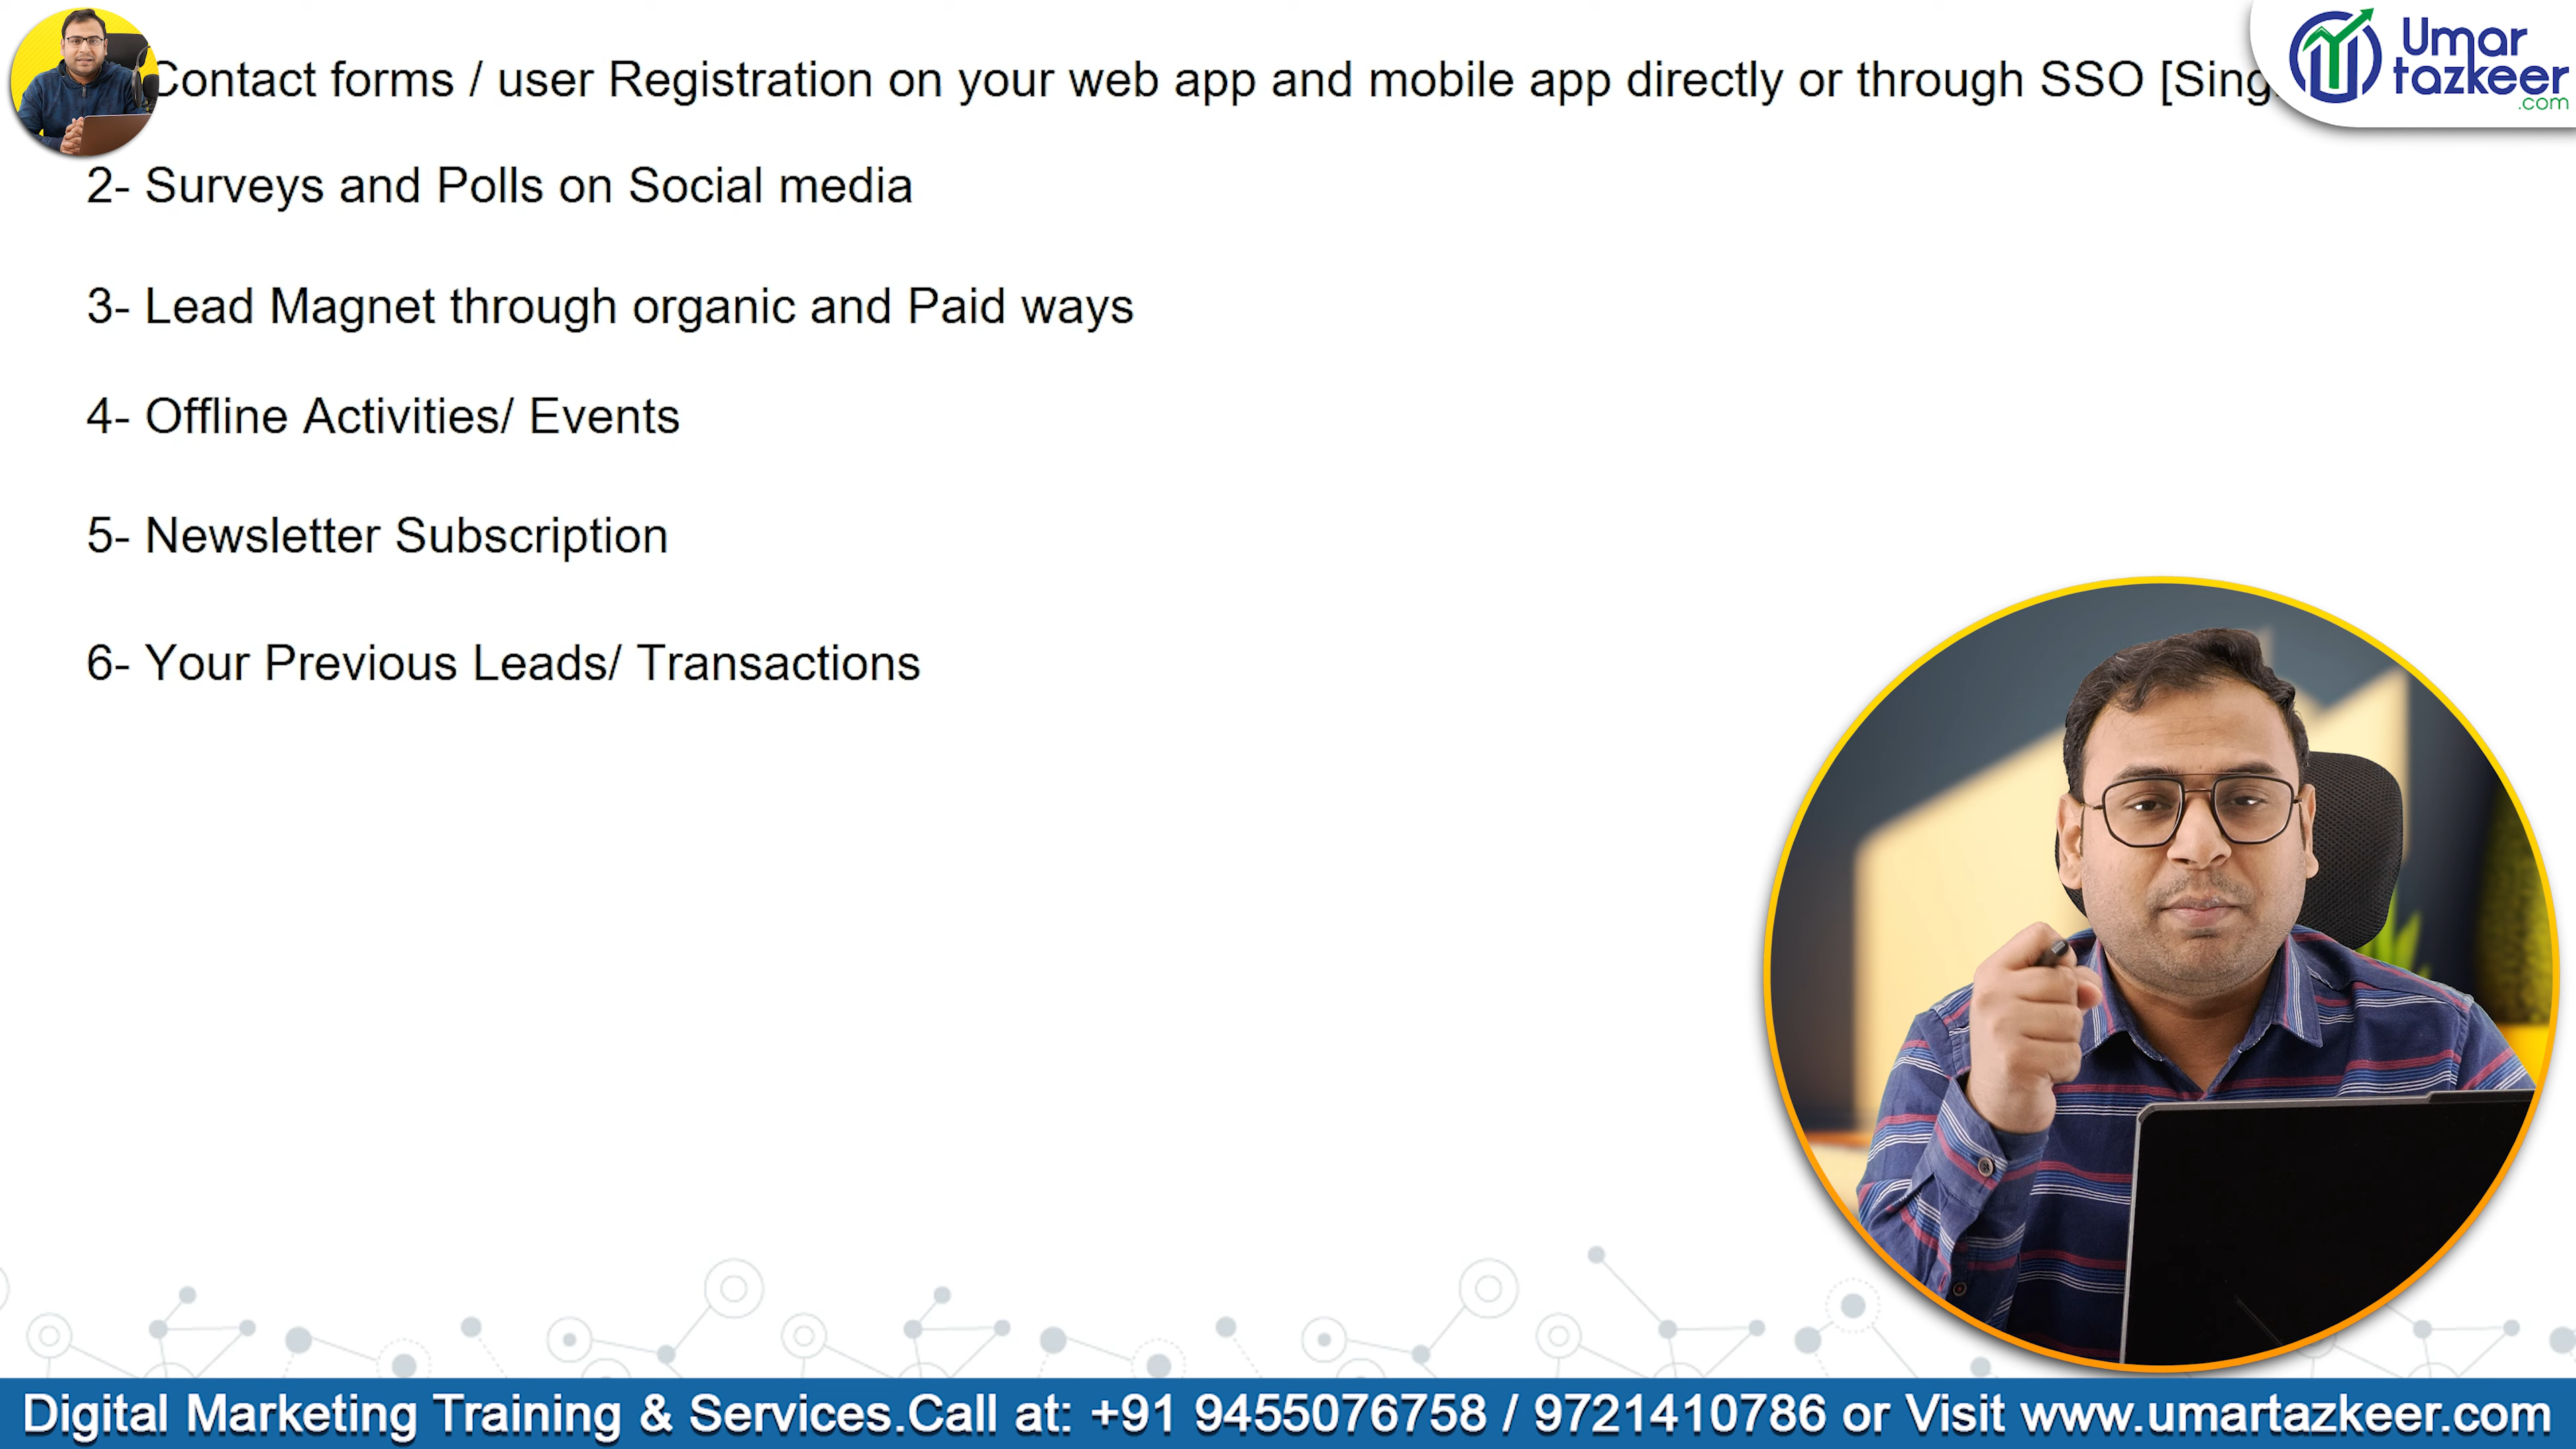 Contact forms / user Registration on your web app and mobile app directly or through SSO [Sing
2- Surveys and Polls on Social media
3- Lead Magnet through organic and Paid ways
4- Offline Activities/ Events
5- Newsletter Subscription
6- Your Previous Leads/ Transactions
Umar
tazkeer
.com
Digital Marketing Training & Services.Call at: +91 9455076758 / 9721410786 or Visit www.umartazkeer.com